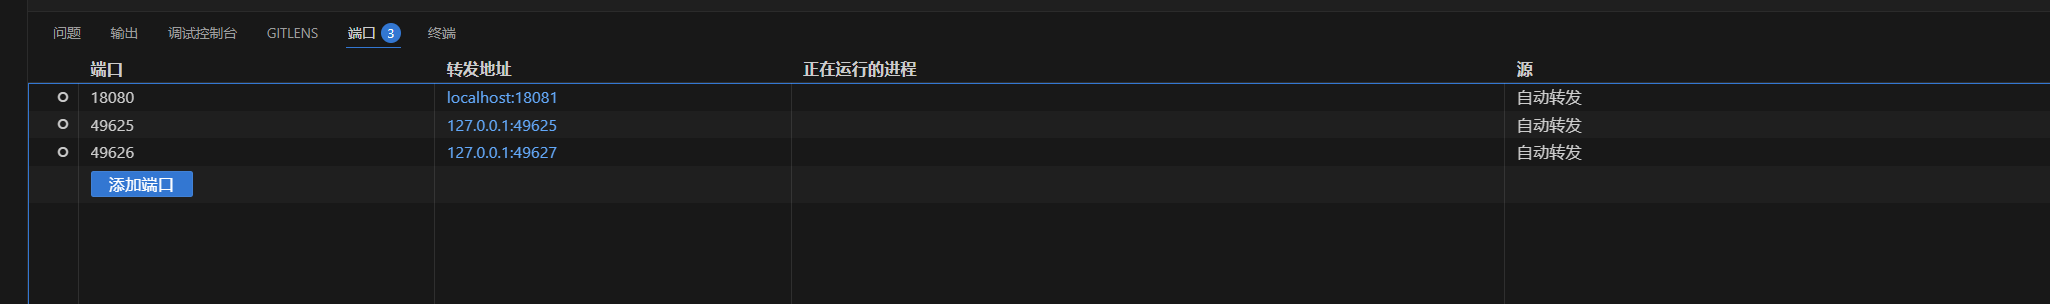 问题 输出 调试控制台 GITLENS 端口 3 终端
端口 转发地址 正在运行的进程 源
18080 localhost:18081 自动转发
49625 127.0.0.1:49625 自动转发
49626 127.0.0.1:49627 自动转发
添加端口